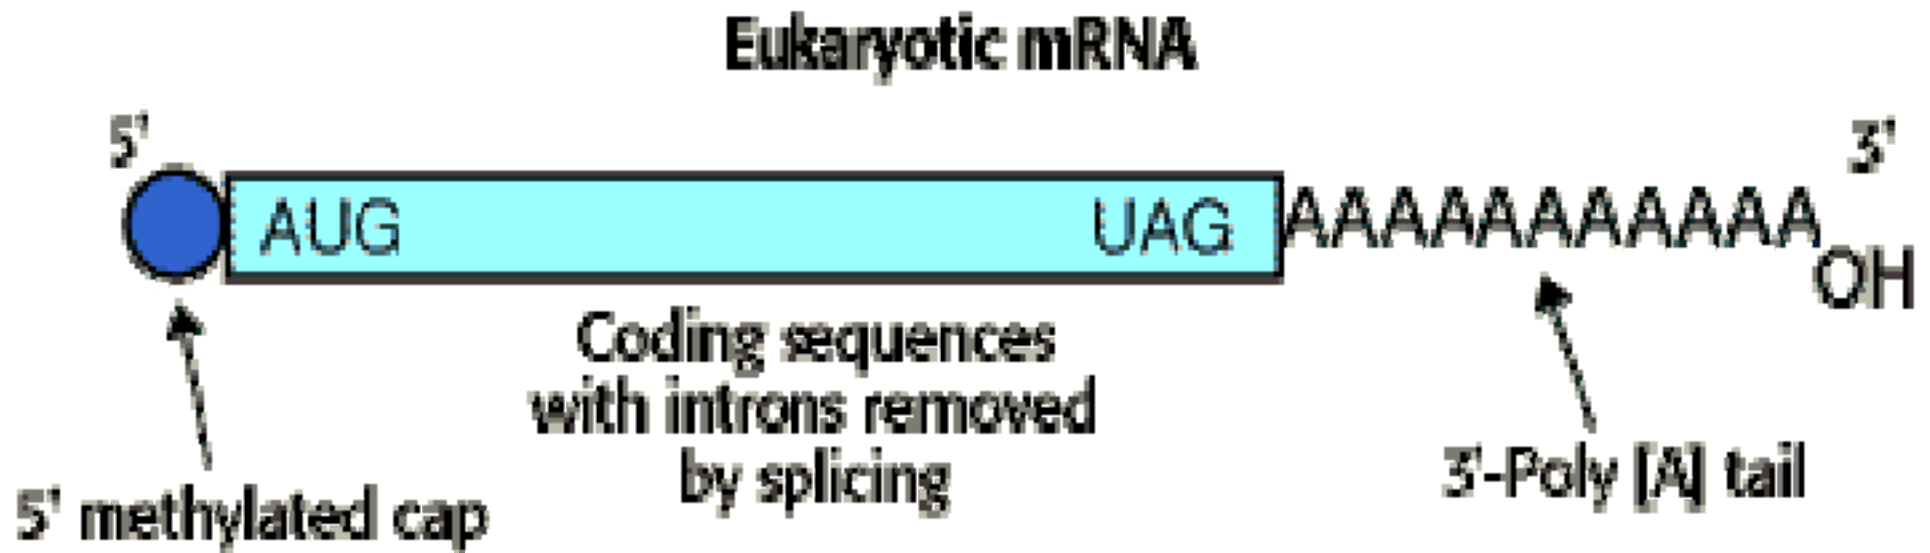 Eukaryotic mRNA
5'
3'
AUG
UAG
AAAAAAAAAAA
OH
Coding sequences
with introns removed
by splicing
5' methylated cap
3'-Poly [A] tail